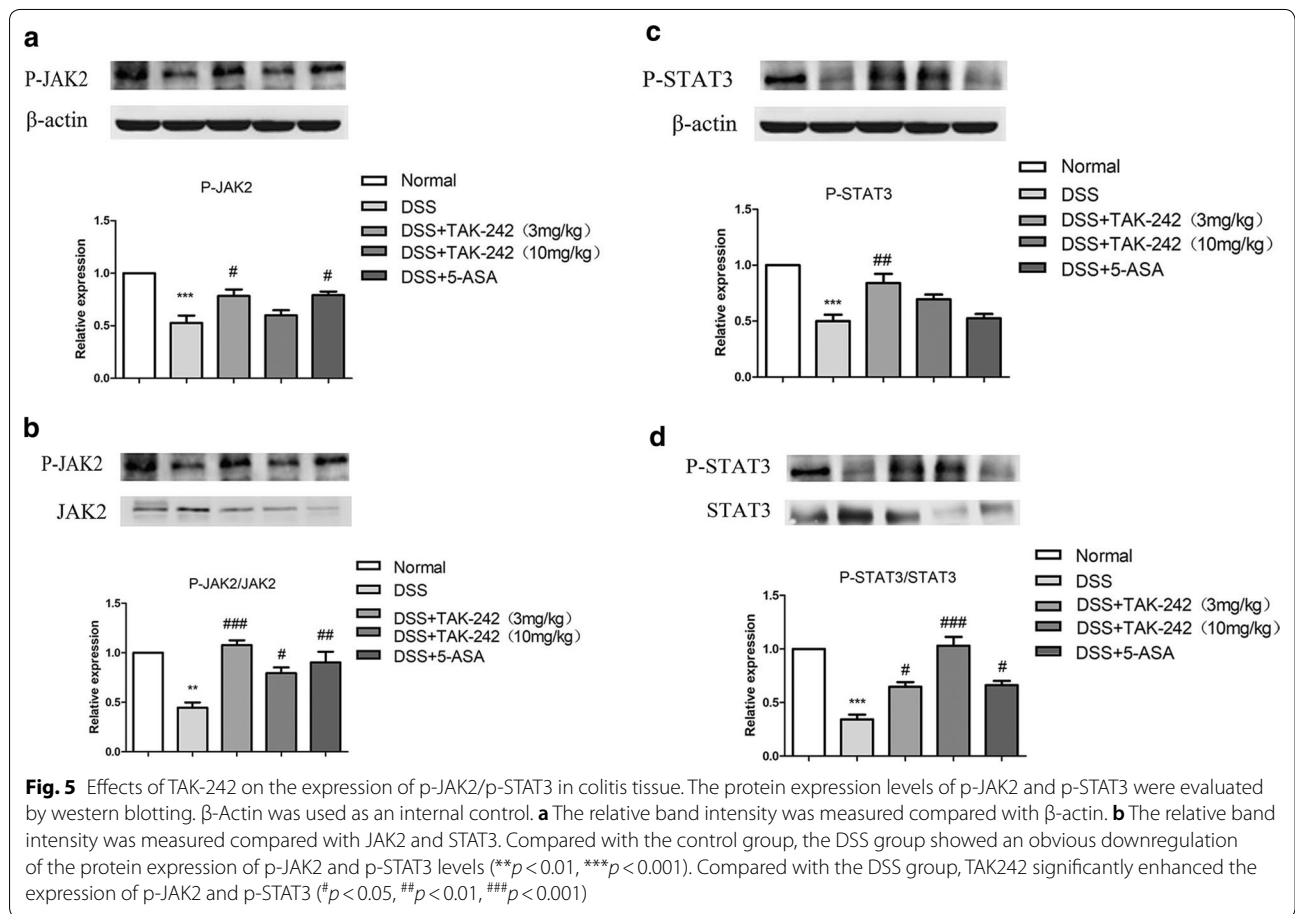 a
P-JAK2
β-actin
P-JAK2
Normal
DSS
DSS+TAK-242（3mg/kg）
DSS+TAK-242（10mg/kg）
DSS+5-ASA
Relative expression
1.5
1.0
0.5
0.0
***
#
#
c
P-STAT3
β-actin
P-STAT3
Normal
DSS
DSS+TAK-242（3mg/kg）
DSS+TAK-242（10mg/kg）
DSS+5-ASA
Relative expression
1.5
1.0
0.5
0.0
***
##
b
P-JAK2
JAK2
P-JAK2/JAK2
Normal
DSS
DSS+TAK-242（3mg/kg）
DSS+TAK-242（10mg/kg）
DSS+5-ASA
Relative expression
1.5
1.0
0.5
0.0
**
###
#
##
d
P-STAT3
STAT3
P-STAT3/STAT3
Normal
DSS
DSS+TAK-242（3mg/kg）
DSS+TAK-242（10mg/kg）
DSS+5-ASA
Relative expression
1.5
1.0
0.5
0.0
***
#
###
#
Fig. 5 Effects of TAK-242 on the expression of p-JAK2/p-STAT3 in colitis tissue. The protein expression levels of p-JAK2 and p-STAT3 were evaluated
by western blotting. β-Actin was used as an internal control. a The relative band intensity was measured compared with β-actin. b The relative band
intensity was measured compared with JAK2 and STAT3. Compared with the control group, the DSS group showed an obvious downregulation
of the protein expression of p-JAK2 and p-STAT3 levels (**p < 0.01, ***p < 0.001). Compared with the DSS group, TAK242 significantly enhanced the
expression of p-JAK2 and p-STAT3 (#p < 0.05, ##p < 0.01, ###p < 0.001)